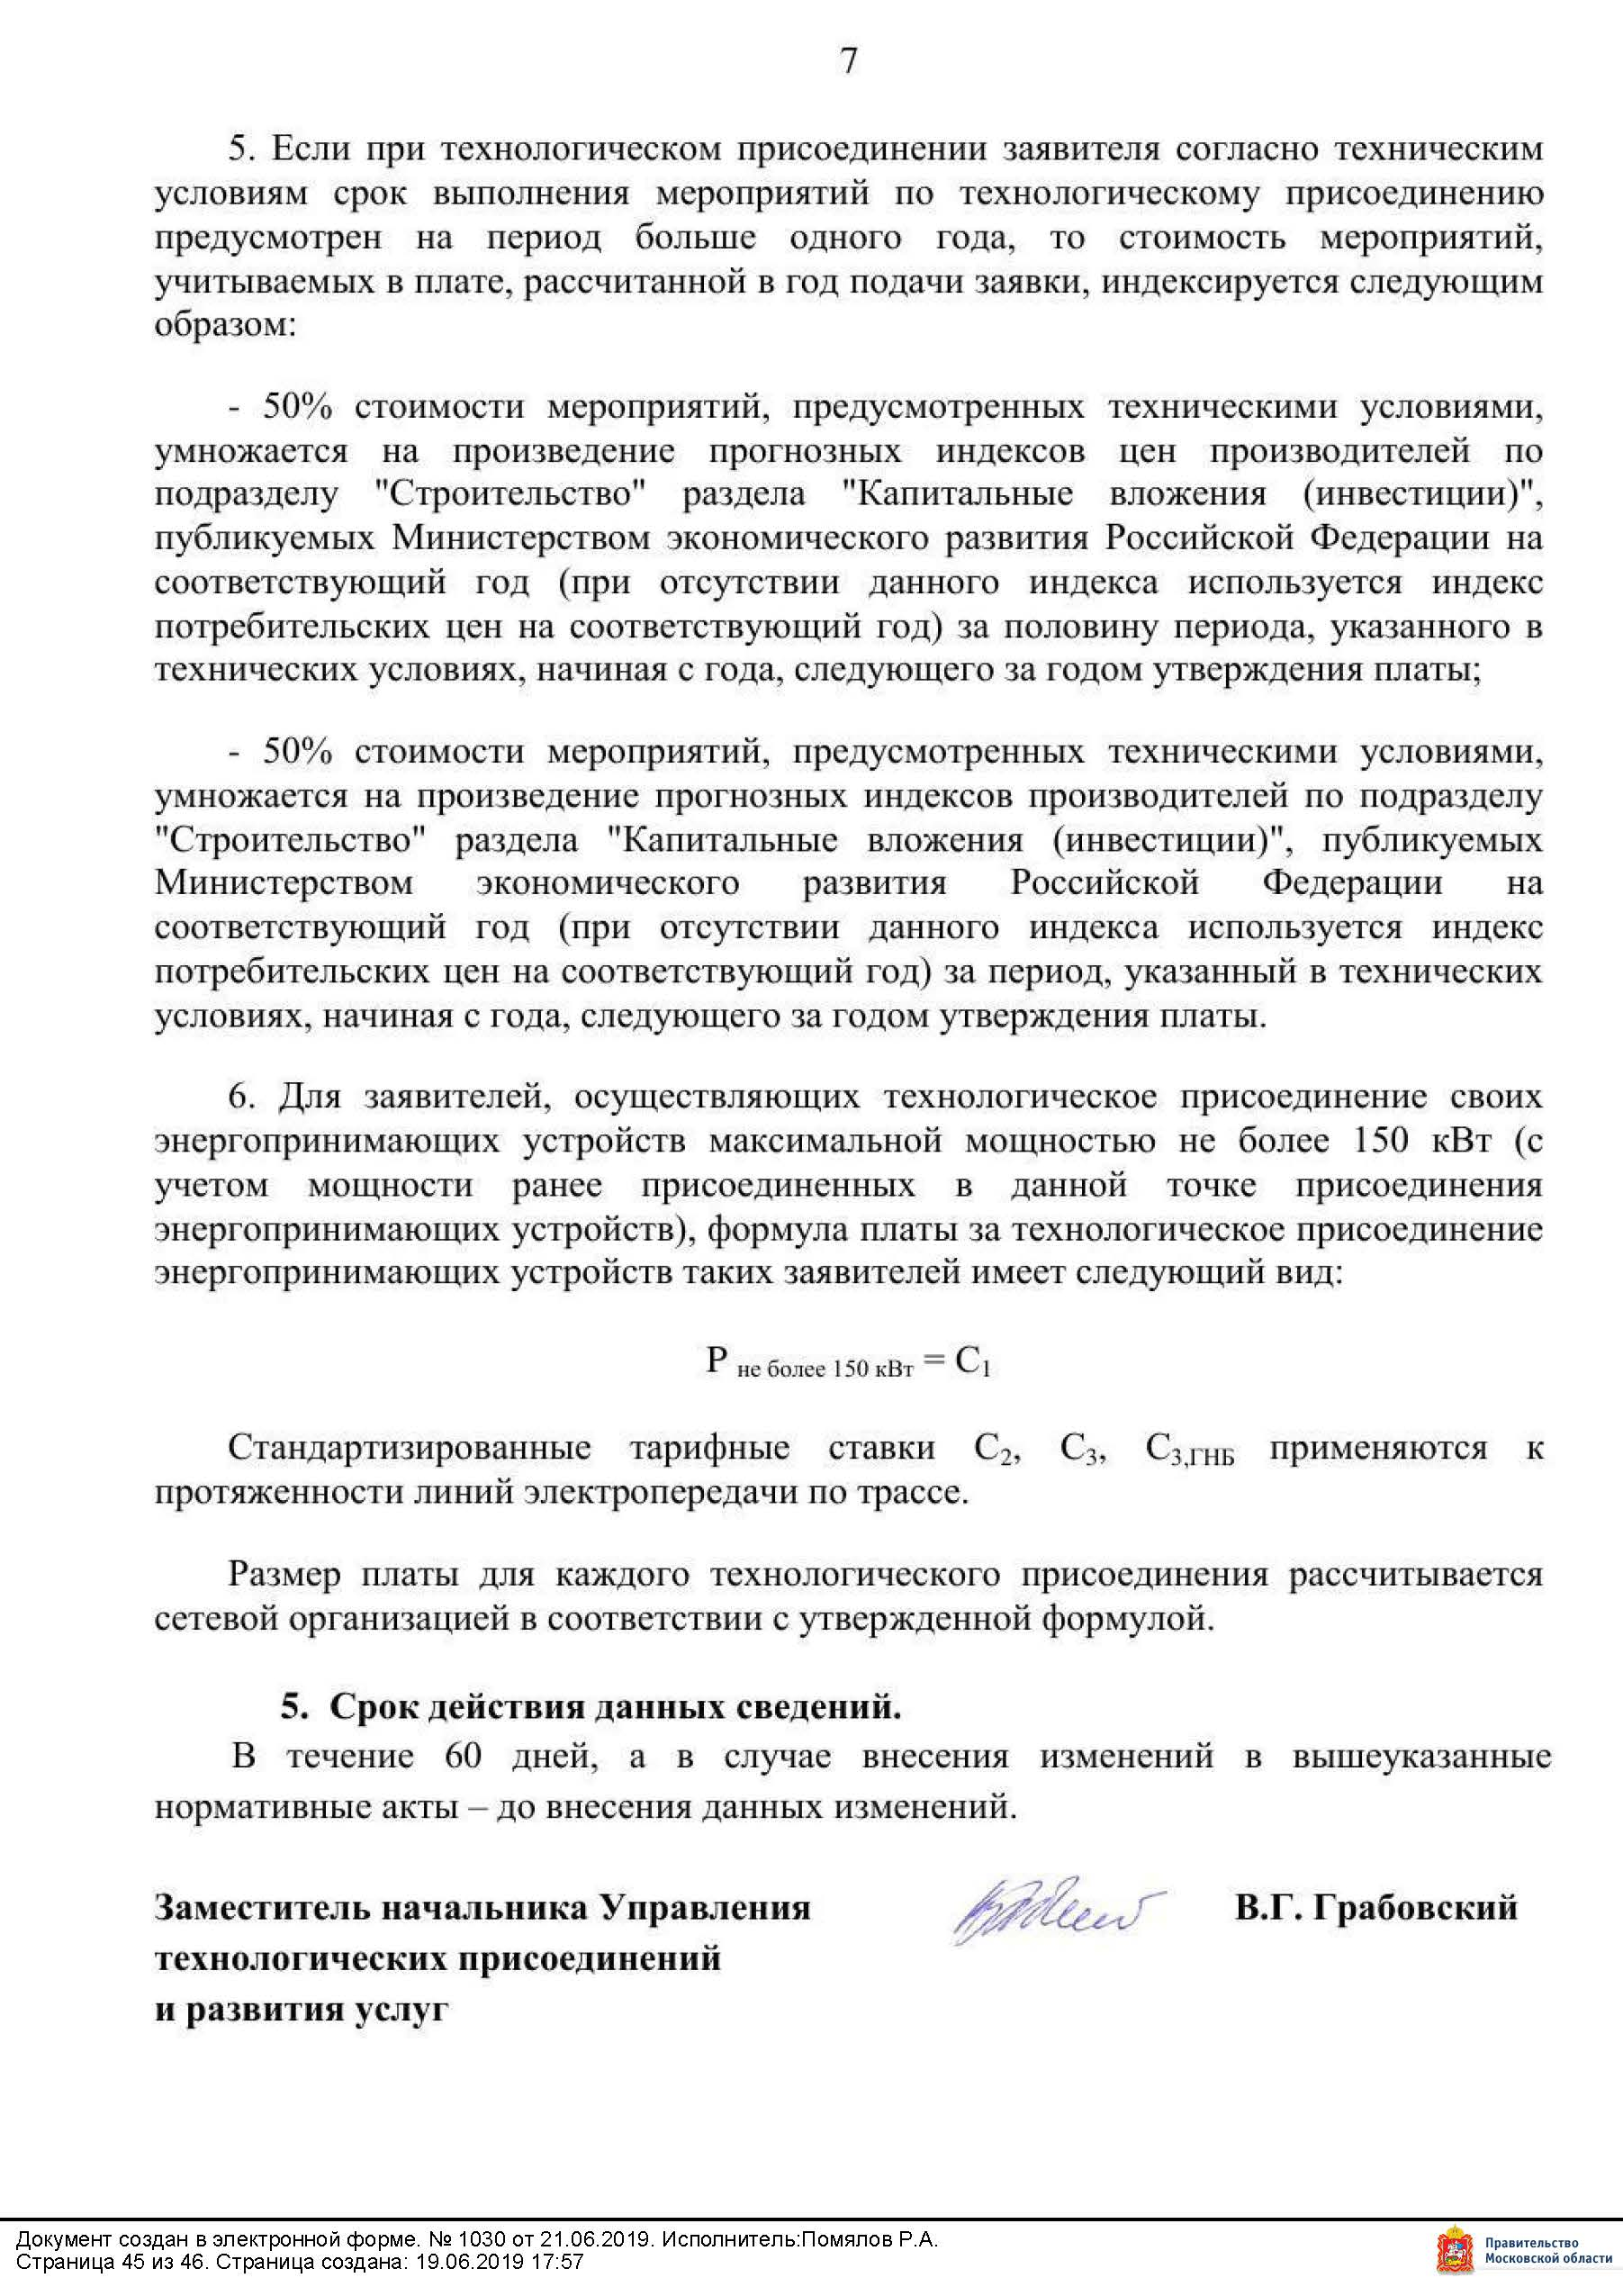 7
5. Если при технологическом присоединении заявителя согласно техническим
условиям срок выполнения мероприятий по технологическому присоединению
предусмотрен на период больше одного года, то стоимость мероприятий,
учитываемых в плате, рассчитанной в год подачи заявки, индексируется следующим
образом:
- 50% стоимости мероприятий, предусмотренных техническими условиями,
умножается на произведение прогнозных индексов цен производителей по
подразделу "Строительство" раздела "Капитальные вложения (инвестиции)",
публикуемых Министерством экономического развития Российской Федерации на
соответствующий год (при отсутствии данного индекса используется индекс
потребительских цен на соответствующий год) за половину периода, указанного в
технических условиях, начиная с года, следующего за годом утверждения платы;
- 50% стоимости мероприятий, предусмотренных техническими условиями,
умножается на произведение прогнозных индексов производителей по подразделу
"Строительство" раздела "Капитальные вложения (инвестиции)", публикуемых
Министерством экономического развития Российской Федерации на
соответствующий год (при отсутствии данного индекса используется индекс
потребительских цен на соответствующий год) за период, указанный в технических
условиях, начиная с года, следующего за годом утверждения платы.
6. Для заявителей, осуществляющих технологическое присоединение своих
энергопринимающих устройств максимальной мощностью не более 150 кВт (с
учетом мощности ранее присоединенных в данной точке присоединения
энергопринимающих устройств), формула платы за технологическое присоединение
энергопринимающих устройств таких заявителей имеет следующий вид:
Р не более 150 кВт = С1
Стандартизированные тарифные ставки С2, С3, С3,ГНБ применяются к
протяженности линий электропередачи по трассе.
Размер платы для каждого технологического присоединения рассчитывается
сетевой организацией в соответствии с утвержденной формулой.
5. Срок действия данных сведений.
В течение 60 дней, а в случае внесения изменений в вышеуказанные
нормативные акты – до внесения данных изменений.
Заместитель начальника Управления В.Г. Грабовский
технологических присоединений
и развития услуг
Документ создан в электронной форме. № 1030 от 21.06.2019. Исполнитель:Помялов Р.А.
Страница 45 из 46. Страница создана: 19.06.2019 17:57
Правительство
Московской области